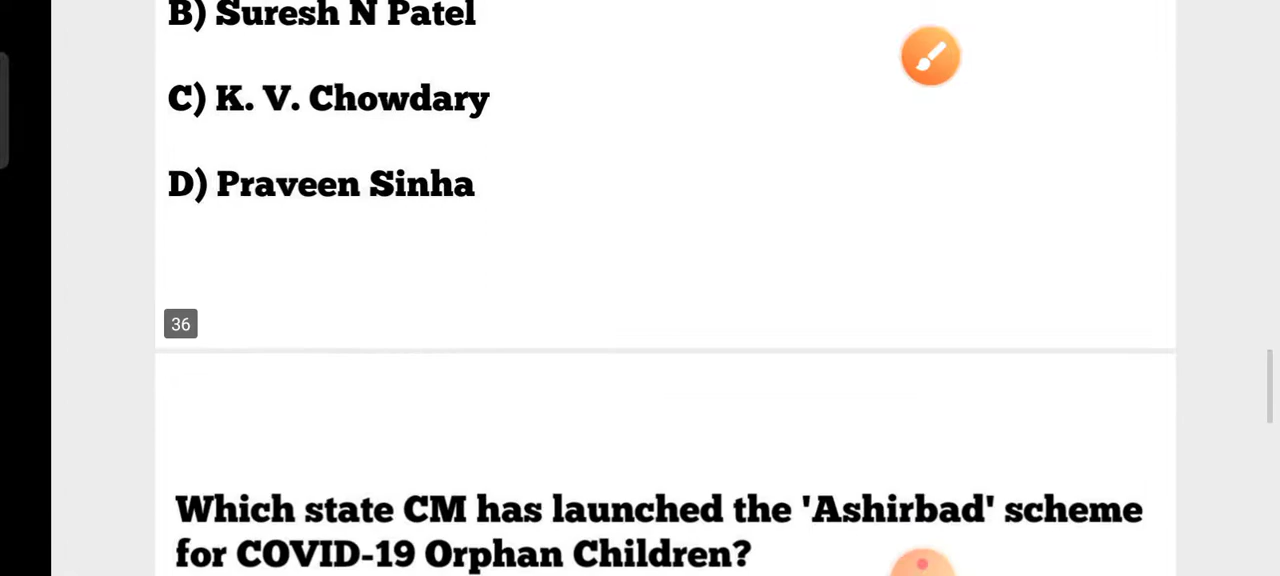 B) Suresh N Patel
C) K. V. Chowdary
D) Praveen Sinha
36
Which state CM has launched the 'Ashirbad' scheme
for COVID-19 Orphan Children?